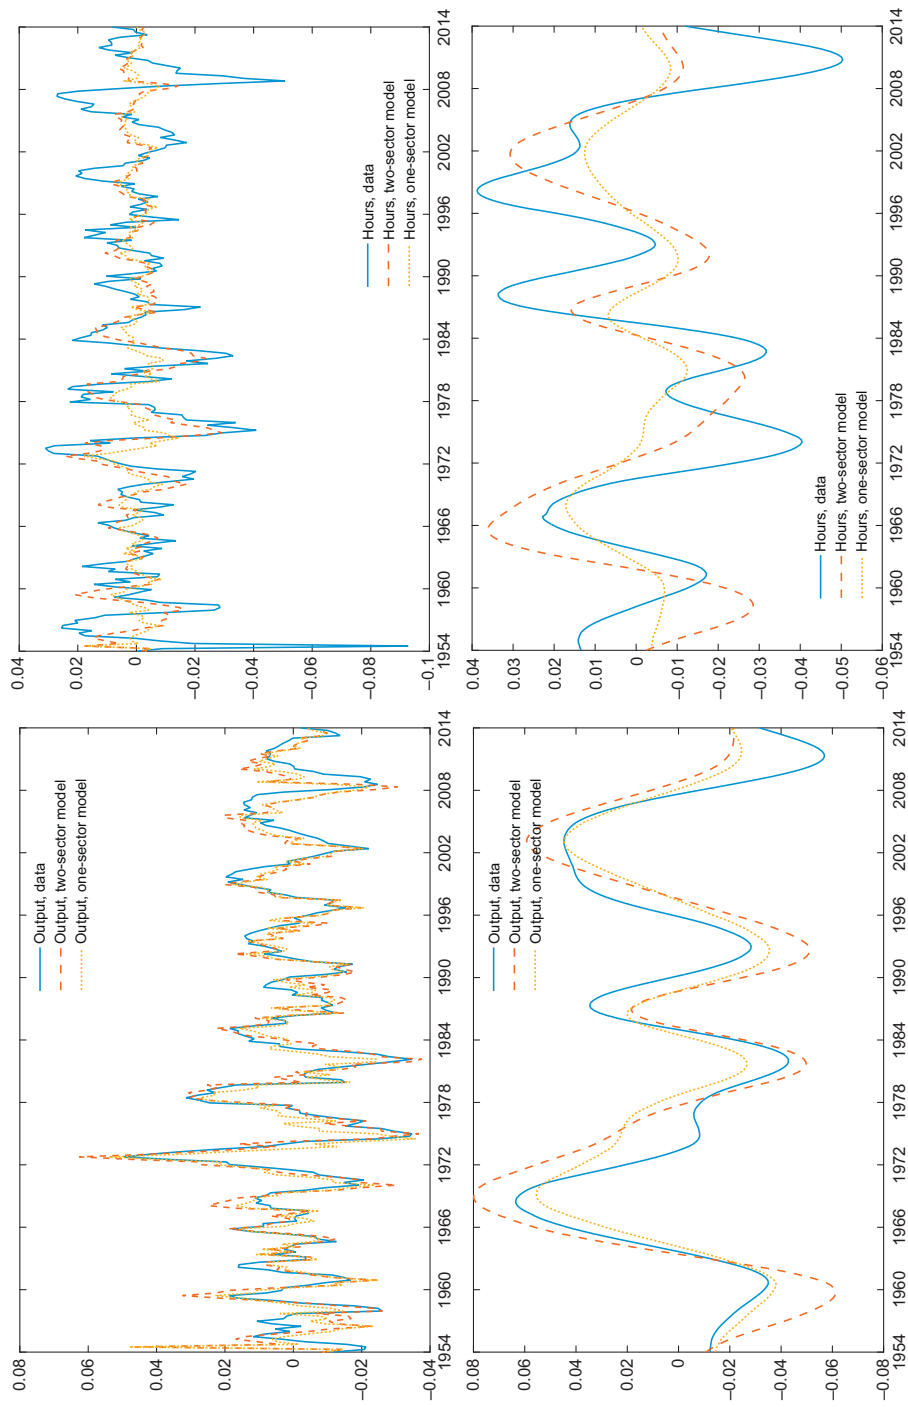 0.08
0.06
0.04
0.02
0
−0.02
−0.04
Output, data
Output, two-sector model
Output, one-sector model
1954 1960 1966 1972 1978 1984 1990 1996 2002 2008 2014
0.04
0.02
0
−0.02
−0.04
−0.06
−0.08
−0.1
Hours, data
Hours, two-sector model
Hours, one-sector model
1954 1960 1966 1972 1978 1984 1990 1996 2002 2008 2014
0.08
0.06
0.04
0.02
0
−0.02
−0.04
−0.06
−0.08
Output, data
Output, two-sector model
Output, one-sector model
1954 1960 1966 1972 1978 1984 1990 1996 2002 2008 2014
0.04
0.03
0.02
0.01
0
−0.01
−0.02
−0.03
−0.04
−0.05
−0.06
Hours, data
Hours, two-sector model
Hours, one-sector model
1954 1960 1966 1972 1978 1984 1990 1996 2002 2008 2014